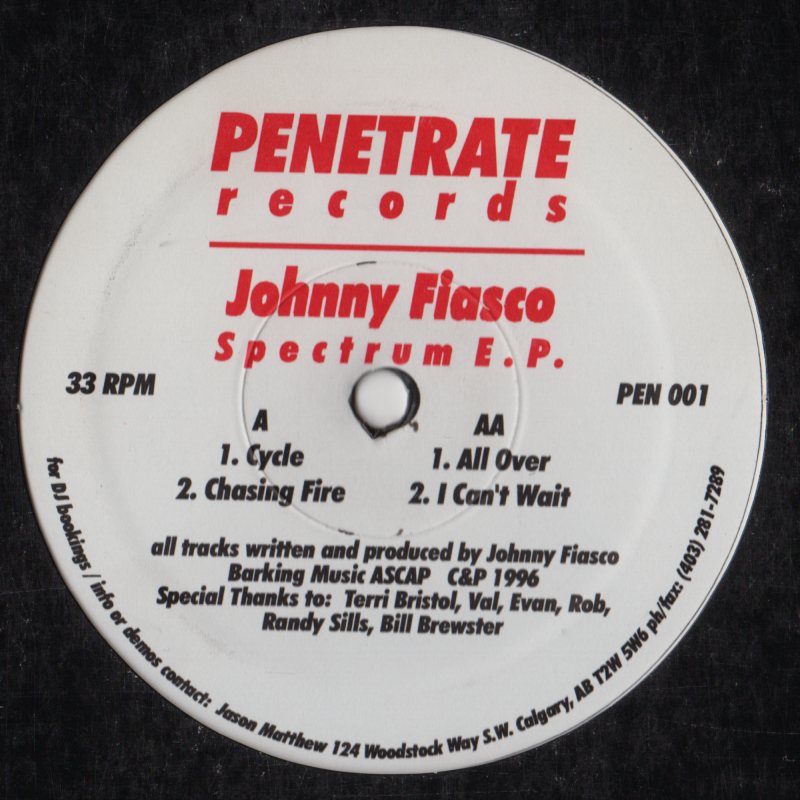 PENETRATE
records
Johnny Fiasco
Spectrum E.P.
33 RPM
PEN 001
A
1. Cycle
2. Chasing Fire
AA
1. All Over
2. I Can't Wait
all tracks written and produced by Johnny Fiasco
Barking Music ASCAP C&P 1996
Special Thanks to: Terri Bristol, Val, Evan, Rob,
Randy Sills, Bill Brewster
for DJ bookings / info or demos contact: Jason Matthew 124 Woodstock Way S.W. Calgary, AB T2W 5W6 ph/fax: (403) 281-7289